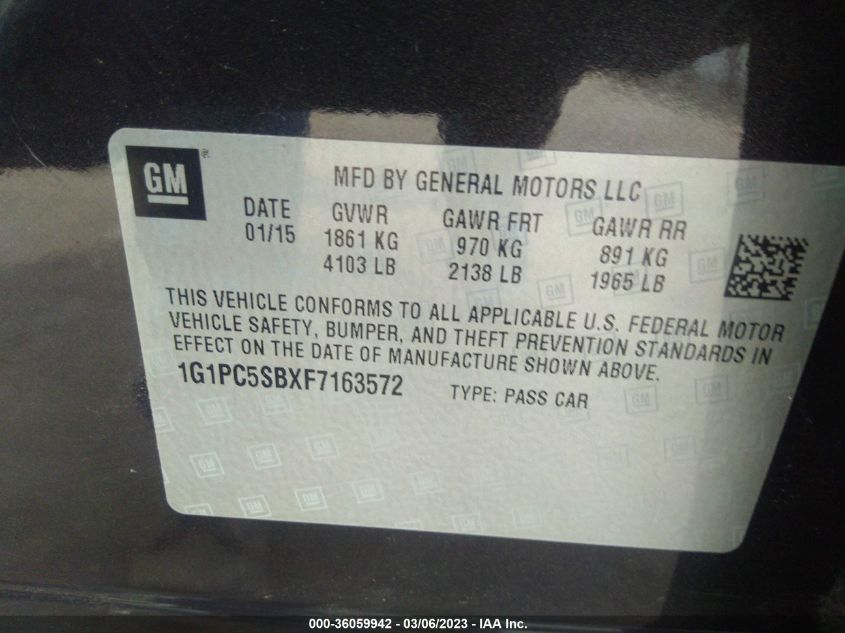 GM
MFD BY GENERAL MOTORS LLC
DATE GVWR GAWR FRT GAWR RR
01/15 1861 KG 970 KG 891 KG
4103 LB 2138 LB 1965 LB
THIS VEHICLE CONFORMS TO ALL APPLICABLE U.S. FEDERAL MOTOR
VEHICLE SAFETY, BUMPER, AND THEFT PREVENTION STANDARDS IN
EFFECT ON THE DATE OF MANUFACTURE SHOWN ABOVE.
1G1PC5SBXF7163572 TYPE: PASS CAR
000-36059942 - 03/06/2023 - IAA Inc.